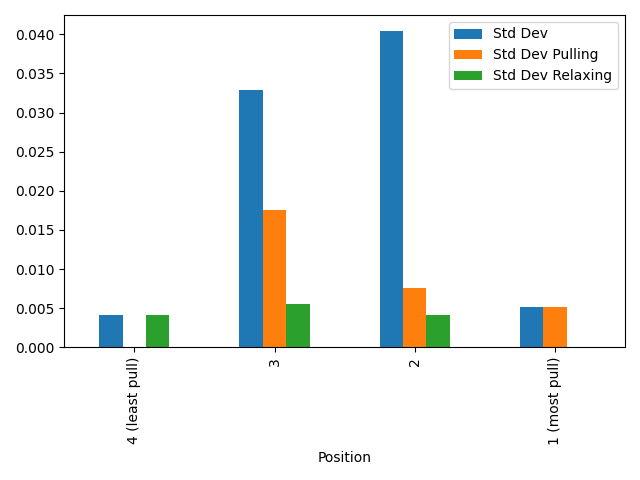 Std Dev
Std Dev Pulling
Std Dev Relaxing
0.040
0.035
0.030
0.025
0.020
0.015
0.010
0.005
0.000
4 (least pull)
3
2
1 (most pull)
Position